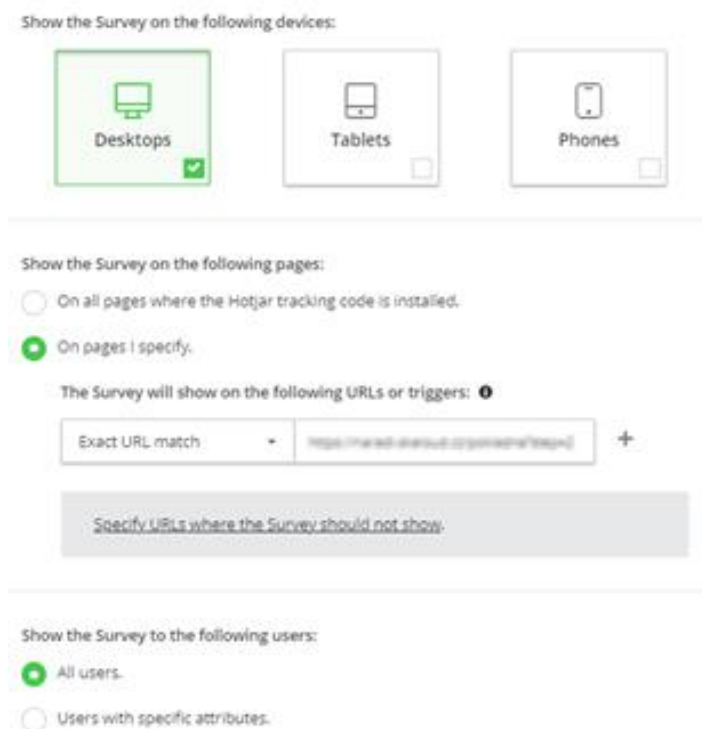 Show the Survey on the following devices:
Desktops
Tablets
Phones
Show the Survey on the following pages:
On all pages where the Hotjar tracking code is installed.
On pages I specify.
The Survey will show on the following URLs or triggers:
Exact URL match
+
Specify URLs where the Survey should not show.
Show the Survey to the following users:
All users.
Users with specific attributes.